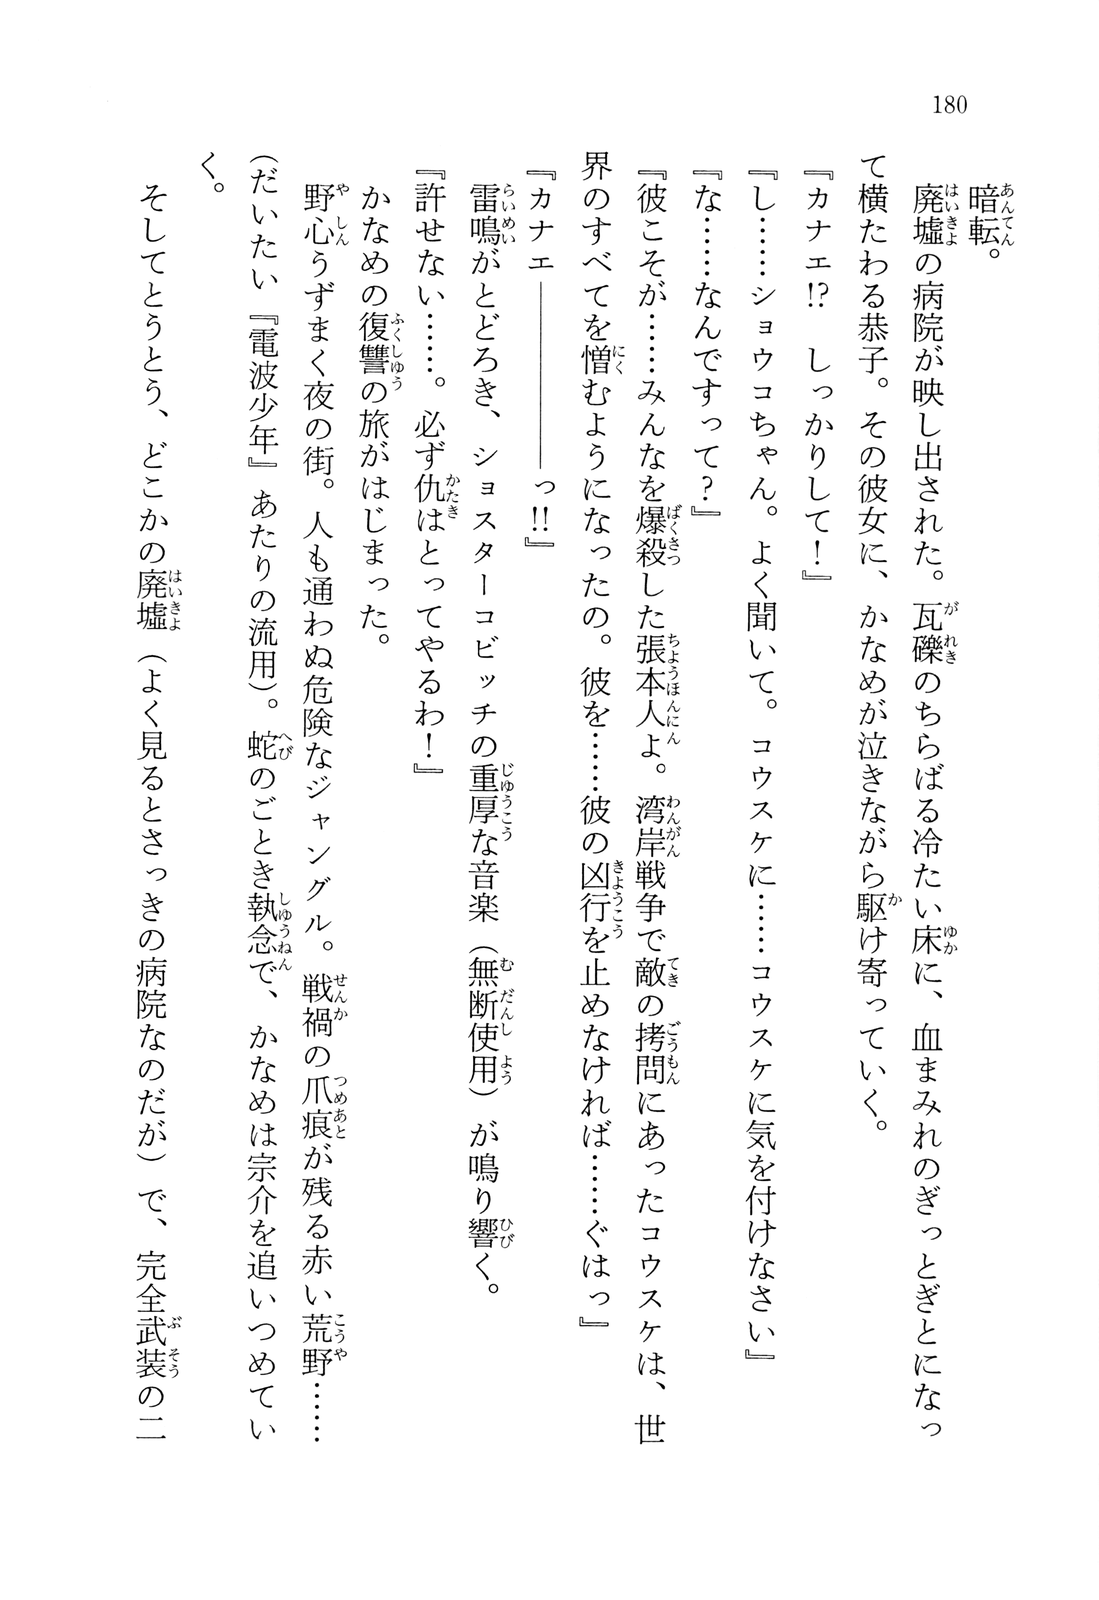 180
暗転。
廃墟の病院が映し出された。瓦礫のちらばる冷たい床に、血まみれのぎっとぎとになっ
て横たわる恭子。その彼女に、かなめが泣きながら駆け寄っていく。
『カナエ!?　しっかりして！』
『し……ショウコちゃん。よく聞いて。コウスケに……コウスケに気を付けなさい』
『な……なんですって？』
『彼こそが……みんなを爆殺した張本人よ。湾岸戦争で敵の拷問にあったコウスケは、世
界のすべてを憎むようになったの。彼を……彼の凶行を止めなければ……ぐはっ』
『カナエ――――――っ!!』
雷鳴がとどろき、ショスターコビッチの重厚な音楽（無断使用）が鳴り響く。
『許せない……。必ず仇はとってやるわ！』
かなめの復讐の旅がはじまった。
野心うずまく夜の街。人も通わぬ危険なジャングル。戦禍の爪痕が残る赤い荒野……
（だいたい『電波少年』あたりの流用）。蛇のごとき執念で、かなめは宗介を追いつめてい
く。
そしてとうとう、どこかの廃墟（よく見るとさっきの病院なのだが）で、完全武装の二